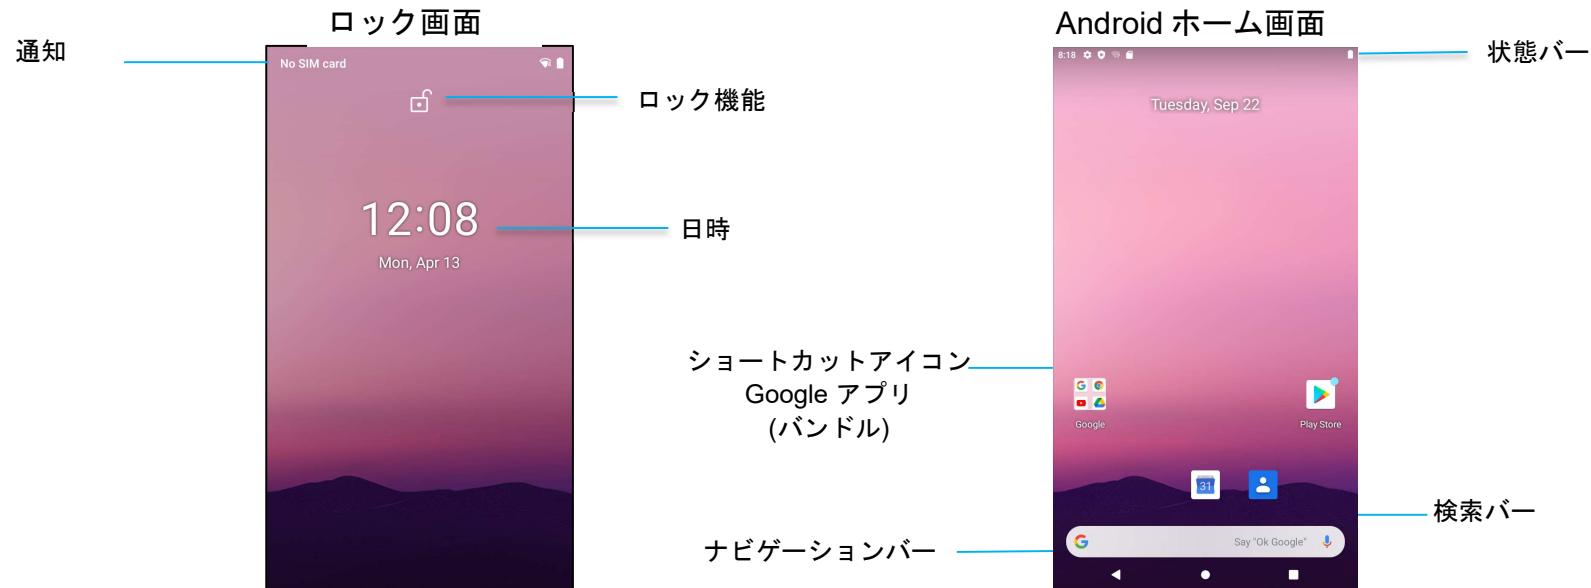 ロック画面
通知
No SIM card
ロック機能
12:08
日時
Mon, Apr 13
Android ホーム画面
状態バー
8:18
Tuesday, Sep 22
ショートカットアイコン
Google アプリ
(バンドル)
Google
Play Store
31
検索バー
Say "Ok Google"
ナビゲーションバー